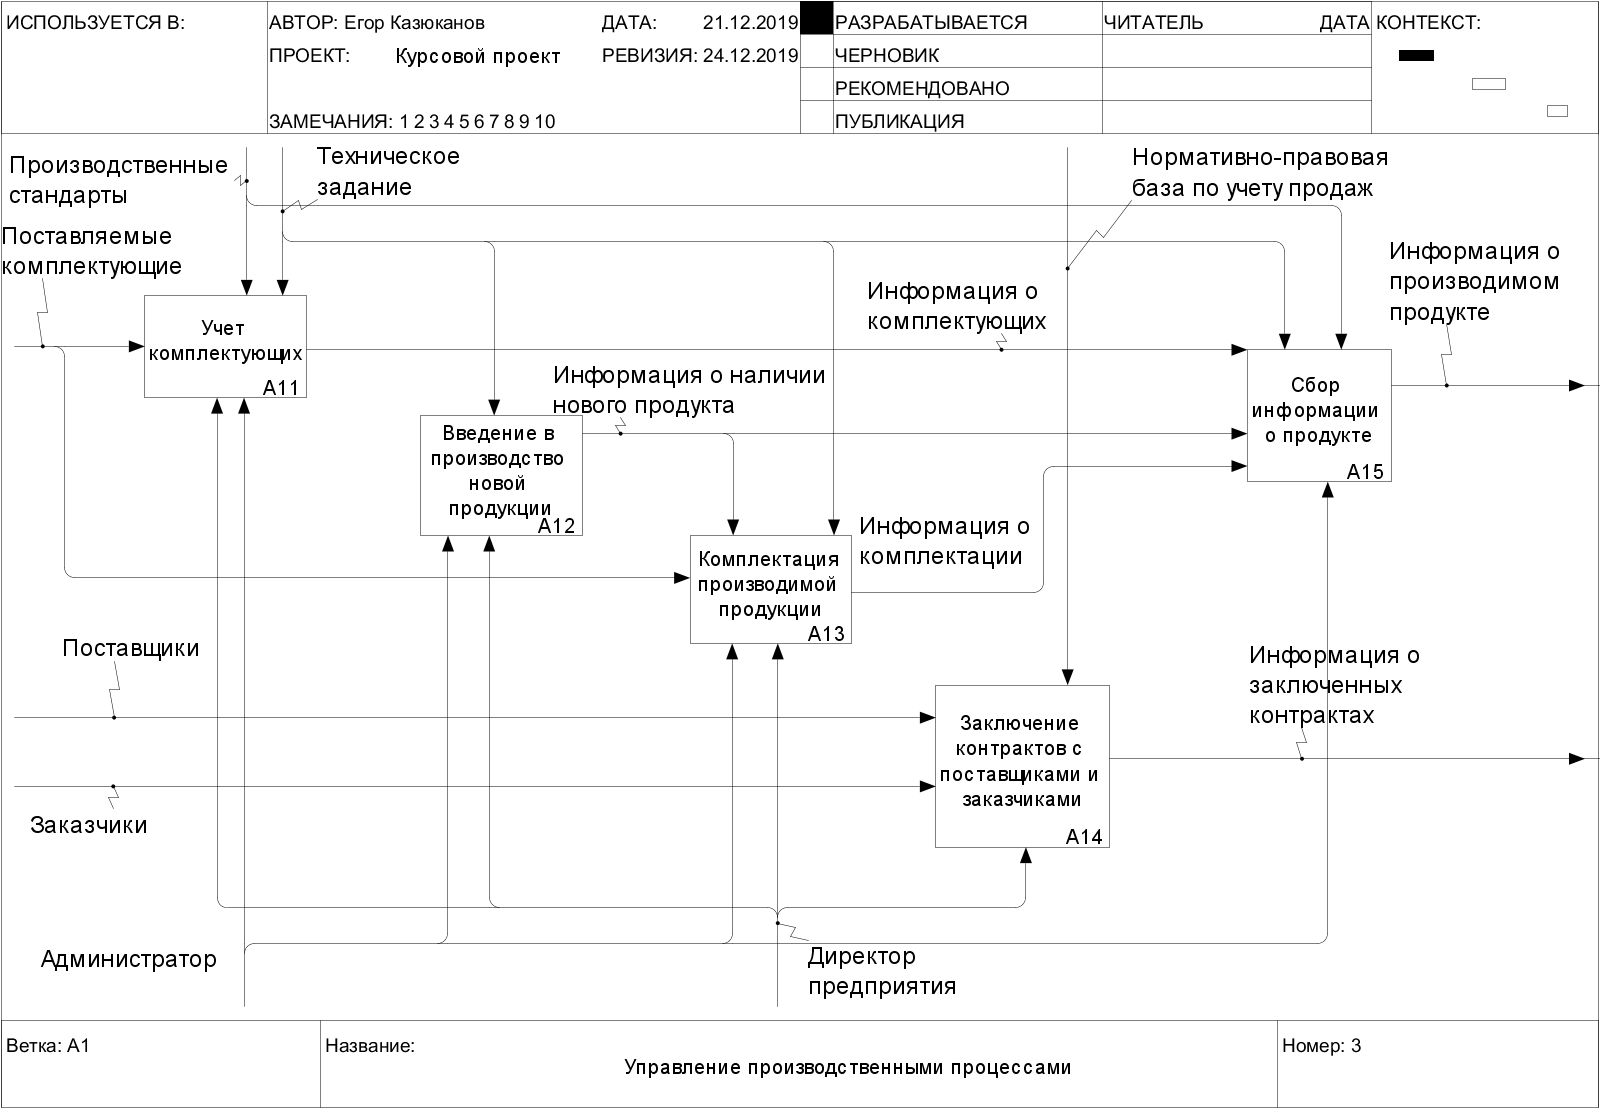 ИСПОЛЬЗУЕТСЯ В:
АВТОР: Егор Казюканов
ДАТА: 21.12.2019
ПРОЕКТ: Курсовой проект
РЕВИЗИЯ: 24.12.2019
ЗАМЕЧАНИЯ: 1 2 3 4 5 6 7 8 9 10
РАЗРАБАТЫВАЕТСЯ
ЧЕРНОВИК
РЕКОМЕНДОВАНО
ПУБЛИКАЦИЯ
ЧИТАТЕЛЬ
ДАТА
КОНТЕКСТ:
Производственные
стандарты
Техническое
задание
Нормативно-правовая
база по учету продаж
Поставляемые
комплектующие
Информация о
производимом
продукте
Информация о
комплектующих
Учет
комплектующих
A11
Информация о наличии
нового продукта
Сбор
информации
о продукте
A15
Введение в
производство
новой
продукции
A12
Информация о
комплектации
Комплектация
производимой
продукции
A13
Поставщики
Информация о
заключенных
контрактах
Заключение
контрактов с
поставщиками и
заказчиками
A14
Заказчики
Администратор
Директор
предприятия
Ветка: A1
Название:
Управление производственными процессами
Номер: 3